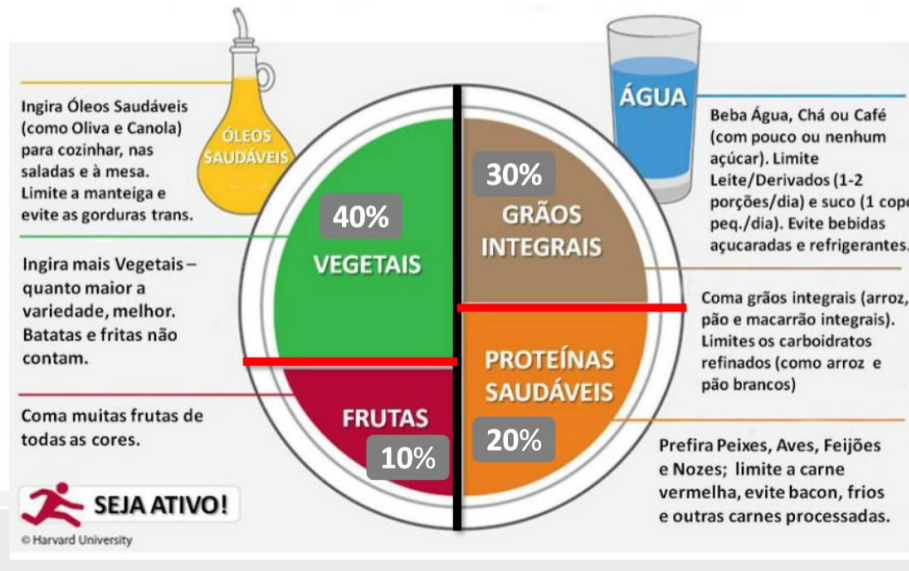 Ingira Óleos Saudáveis
(como Oliva e Canola)
para cozinhar, nas
saladas e à mesa.
Limite a manteiga e
evite as gorduras trans.
ÓLEOS
SAUDÁVEIS
Ingira mais Vegetais –
quanto maior a
variedade, melhor.
Batatas e fritas não
contam.
Coma muitas frutas de
todas as cores.
40%
VEGETAIS
FRUTAS
10%
30%
GRÃOS
INTEGRAIS
PROTEÍNAS
SAUDÁVEIS
20%
ÁGUA
Beba Água, Chá ou Café
(com pouco ou nenhum
açúcar). Limite
Leite/Derivados (1-2
porções/dia) e suco (1 copo
peq./dia). Evite bebidas
açucaradas e refrigerantes.
Coma grãos integrais (arroz,
pão e macarrão integrais).
Limites os carboidratos
refinados (como arroz e
pão brancos)
Prefira Peixes, Aves, Feijões
e Nozes; limite a carne
vermelha, evite bacon, frios
e outras carnes processadas.
SEJA ATIVO!
© Harvard University